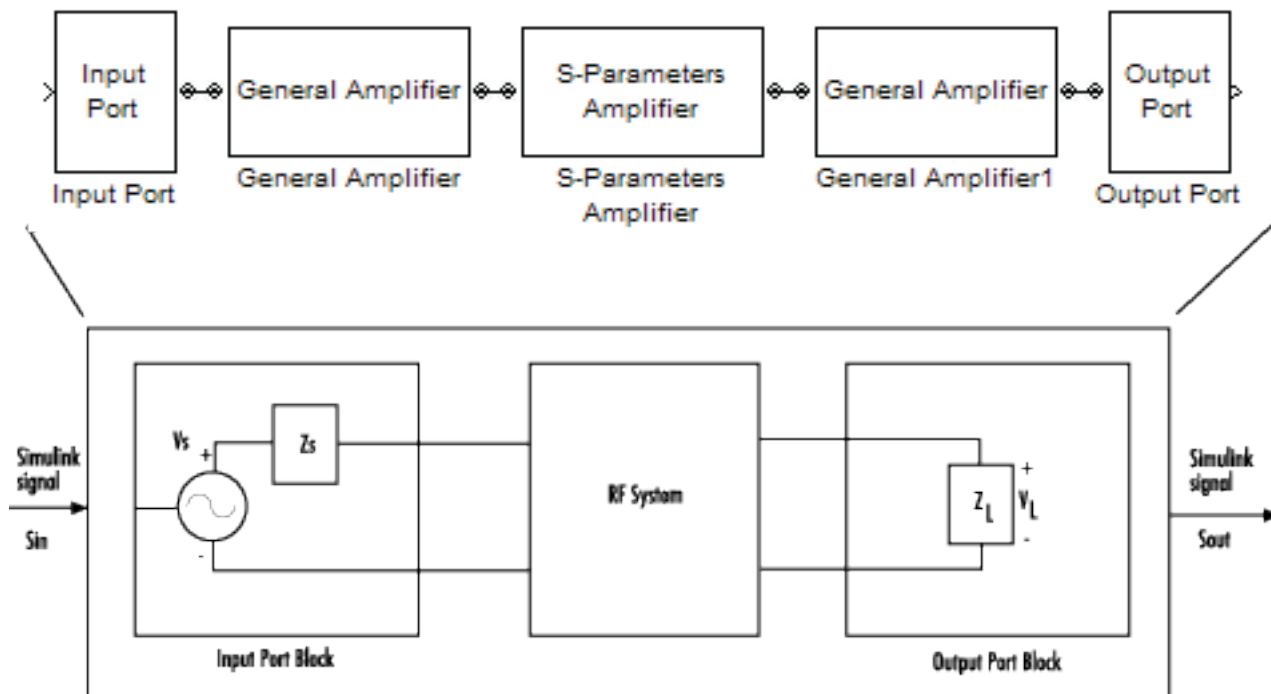 Input
Port
General Amplifier
S-Parameters
Amplifier
General Amplifier
Output
Port
Input Port
General Amplifier
S-Parameters
Amplifier
General Amplifier1
Output Port
Simulink
signal
Sin
Vs
+
-
Zs
Input Port Block
RF System
Z L
+
V L
-
Output Port Block
Simulink
signal
Sout